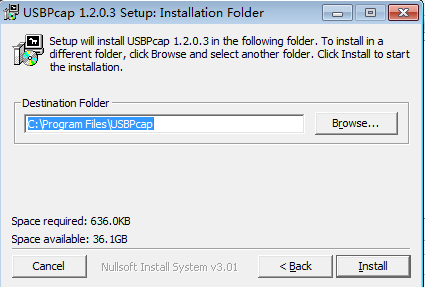 USBPcap 1.2.0.3 Setup: Installation Folder
Setup will install USBPcap 1.2.0.3 in the following folder. To install in a
different folder, click Browse and select another folder. Click Install to start
the installation.
Destination Folder
C:\Program Files\USBPcap
Browse...
Space required: 636.0KB
Space available: 36.1GB
Cancel
Nullsoft Install System v3.01
< Back
Install